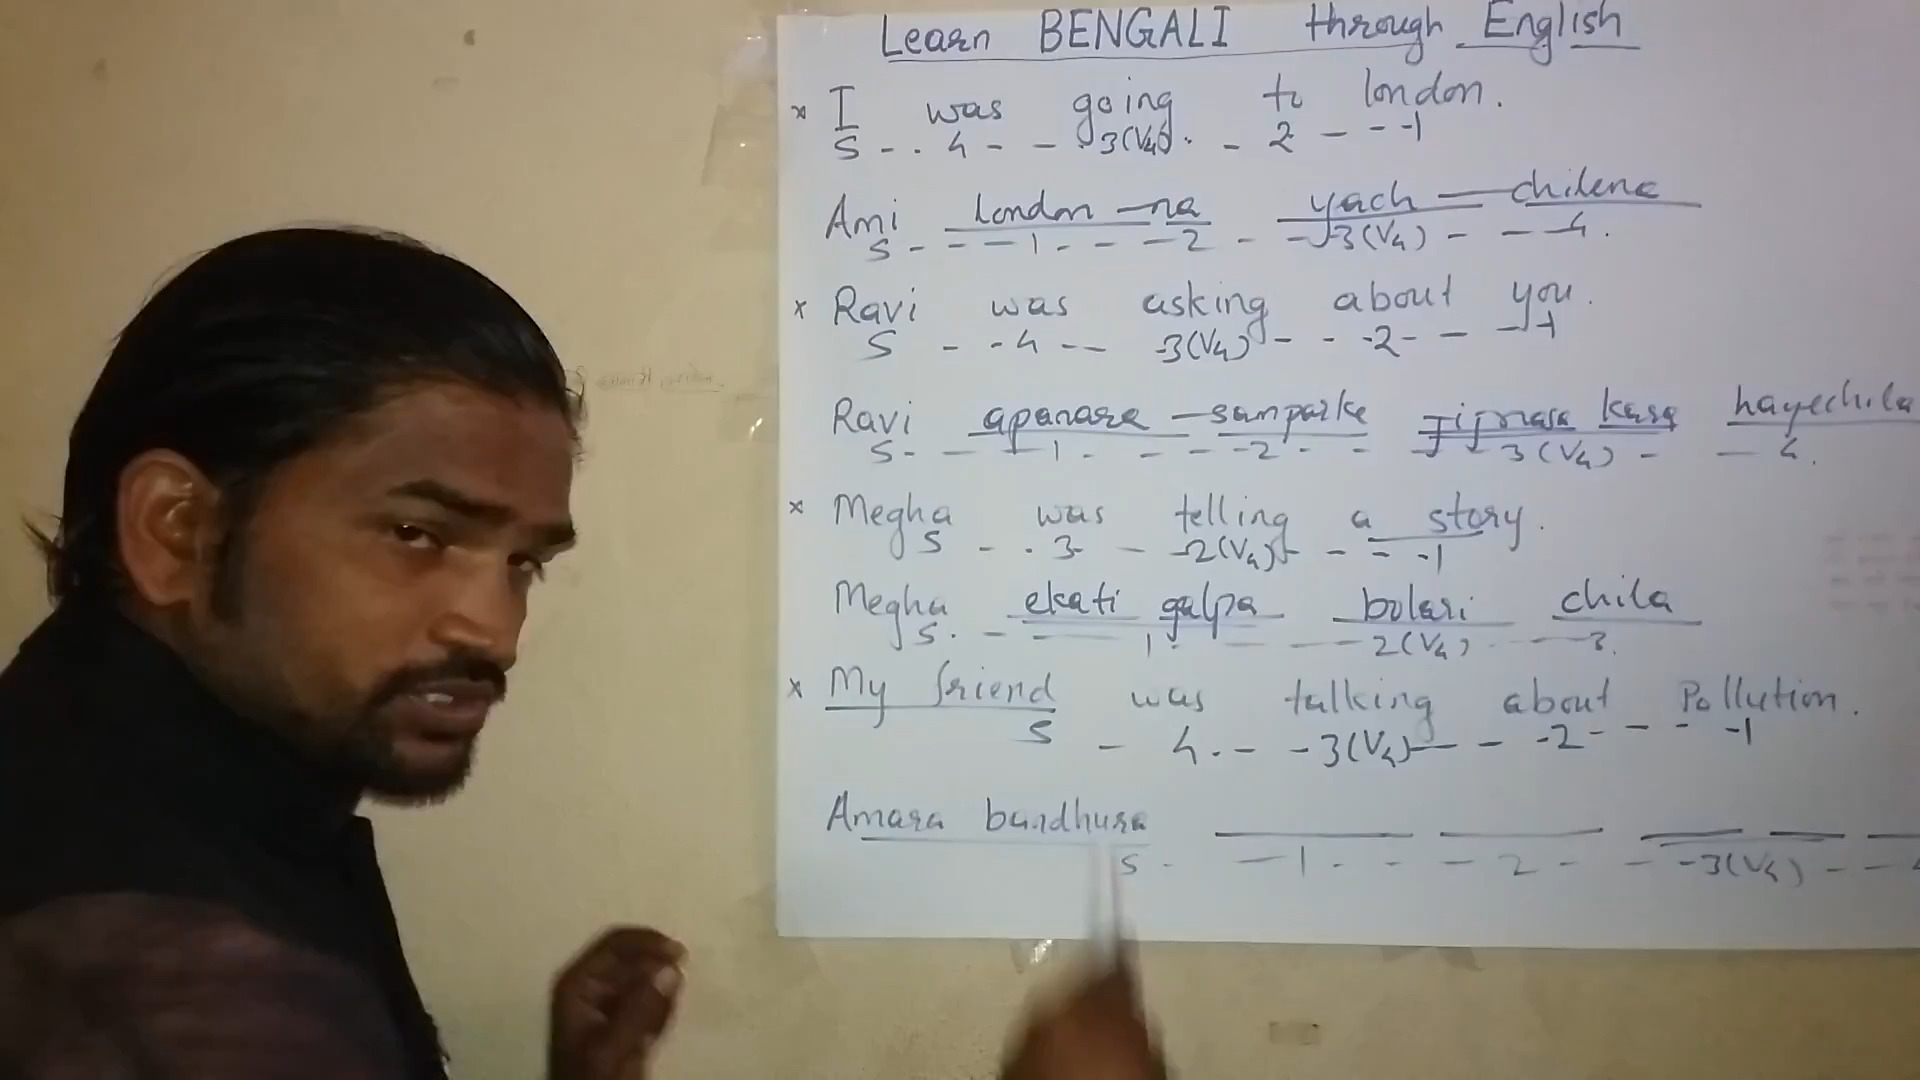 Learn BENGALI through English
* I was going to london.
S - . 4 - - 3(V4) . - 2 - - -1
Ami london -na yach - chilena
S - - - 1 - - - 2 - - 3(V4) - - - 4.
* Ravi was asking about you.
S - - 4 - - 3(V4) - - - 2 - - - 1
Ravi apanara - samparke jijnasa kara hayechila
S - - 1 . - - - 2 - - 3(V4) - - 4.
* Megha was telling a story.
S - . 3 - - 2(V4) - - - 1
Megha ekati galpa bolari chila
S . - - 1 . - - 2(V4) - - 3.
* My friend was talking about Pollution.
S - 4 . - - 3(V4) - - - 2 - - - - 1
Amara bandhura
S - - 1 . - - 2 - - - 3(V4) - -